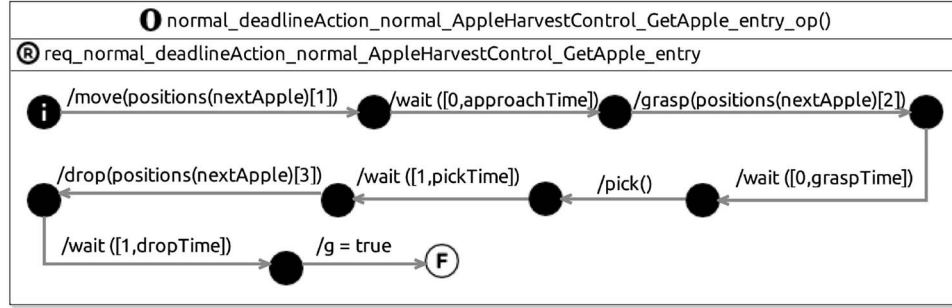 O normal_deadlineAction_normal_AppleHarvestControl_GetApple_entry_op()
R req_normal_deadlineAction_normal_AppleHarvestControl_GetApple_entry
i /move(positions(nextApple)[1]) /wait ([0,approachTime]) /grasp(positions(nextApple)[2])
/drop(positions(nextApple)[3]) /wait ([1,pickTime]) /pick() /wait ([0,graspTime])
/wait ([1,dropTime]) /g = true F